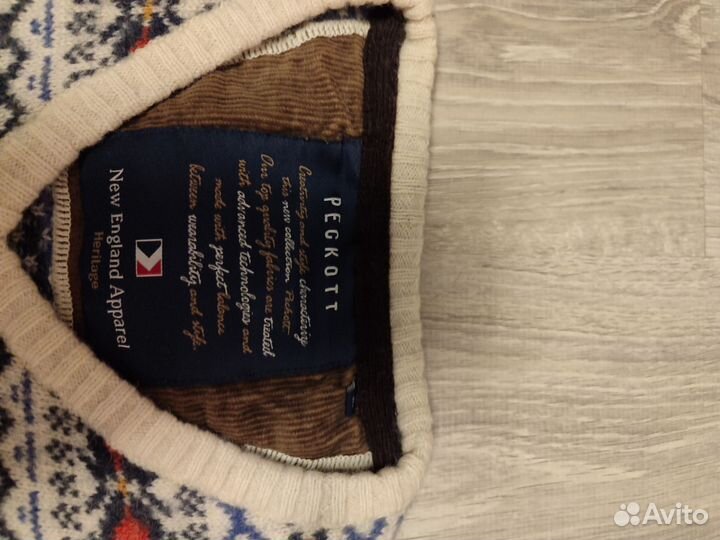 PECKOTT
Creativity and style characterize
this new collection Peckott.
Our top quality fabrics are treated
with advanced technologies and
made with perfect balance
between wearability and style.
New England Apparel
Heritage
Avito